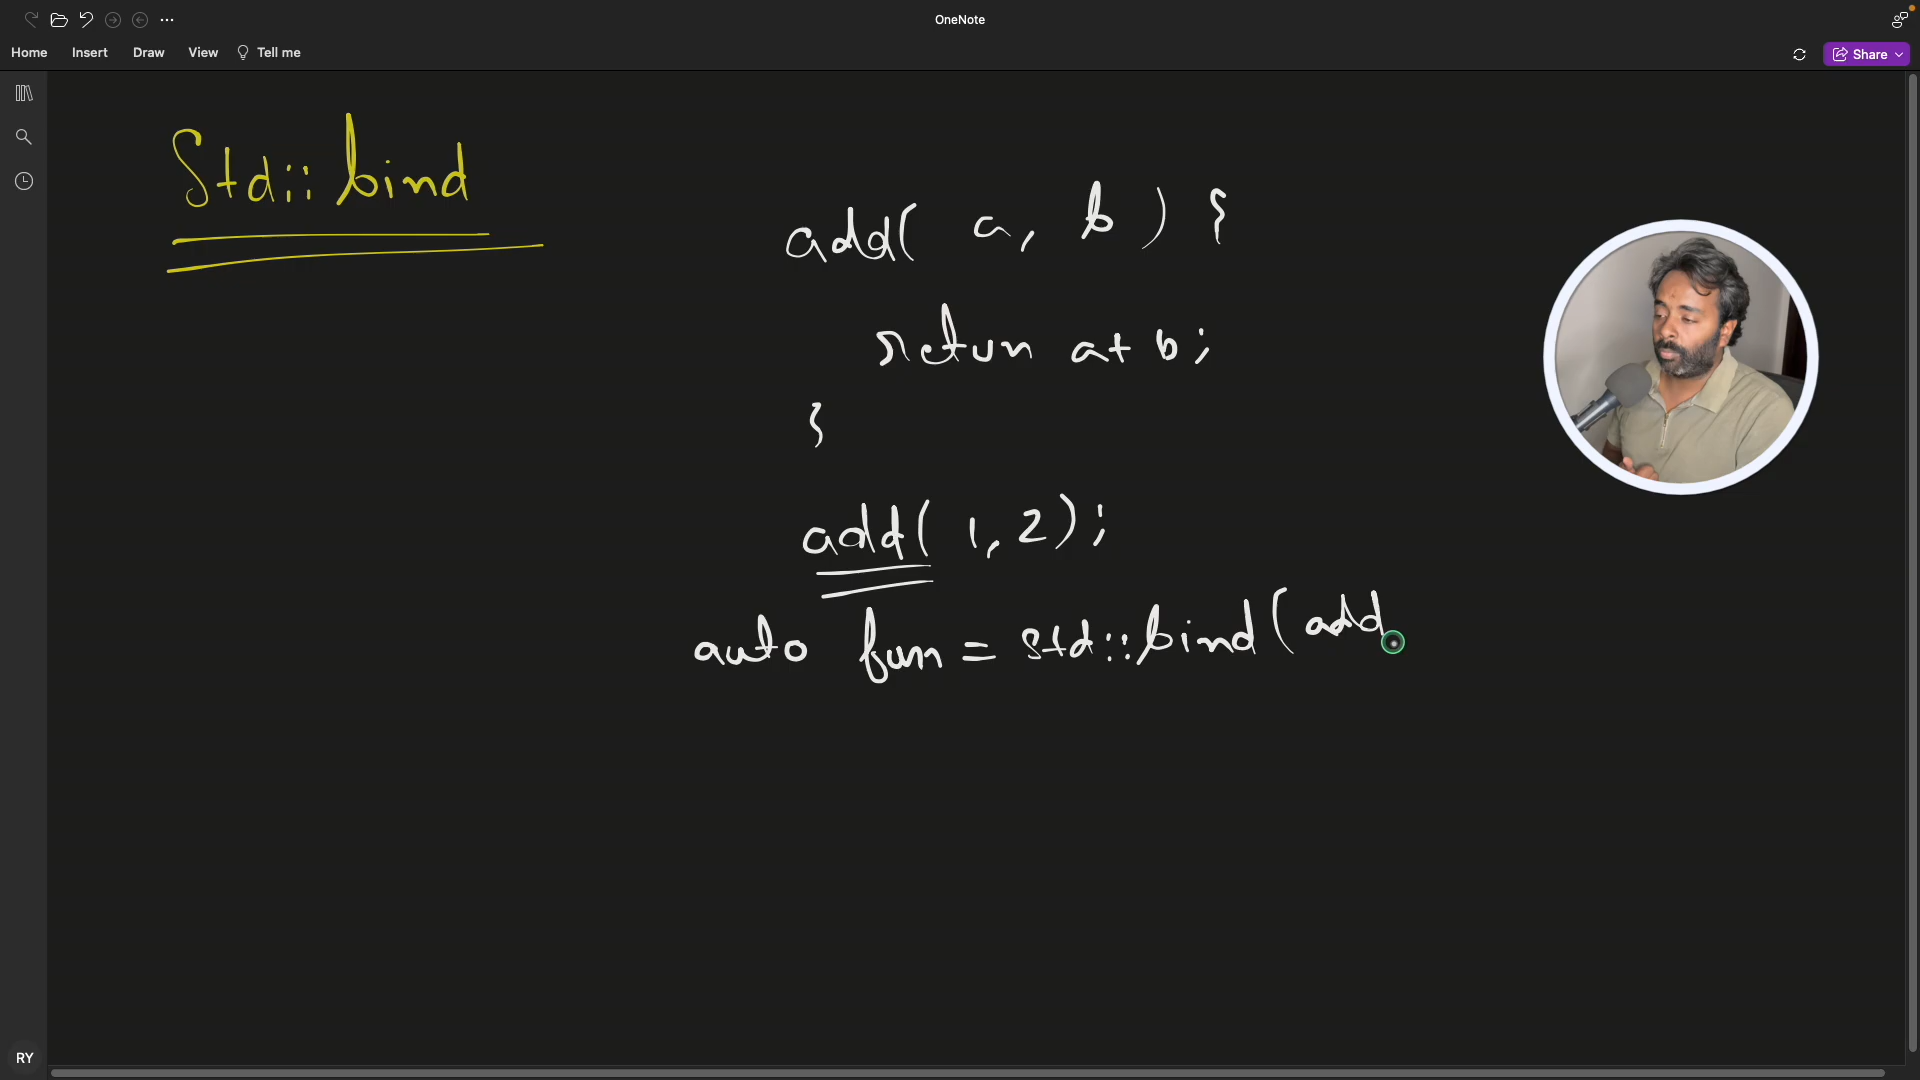 OneNote
Home Insert Draw View Tell me
Share
Std::bind
add( a, b ) {
return a+ b;
}
add( 1, 2);
auto fun = std::bind(add
RY